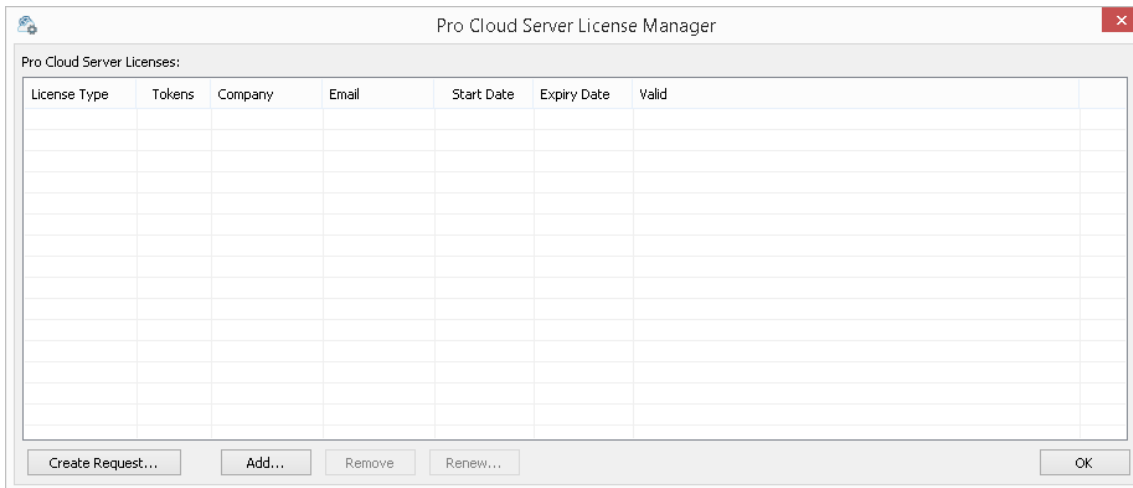 Pro Cloud Server License Manager
Pro Cloud Server Licenses:
License Type Tokens Company Email Start Date Expiry Date Valid
Create Request... Add... Remove Renew... OK